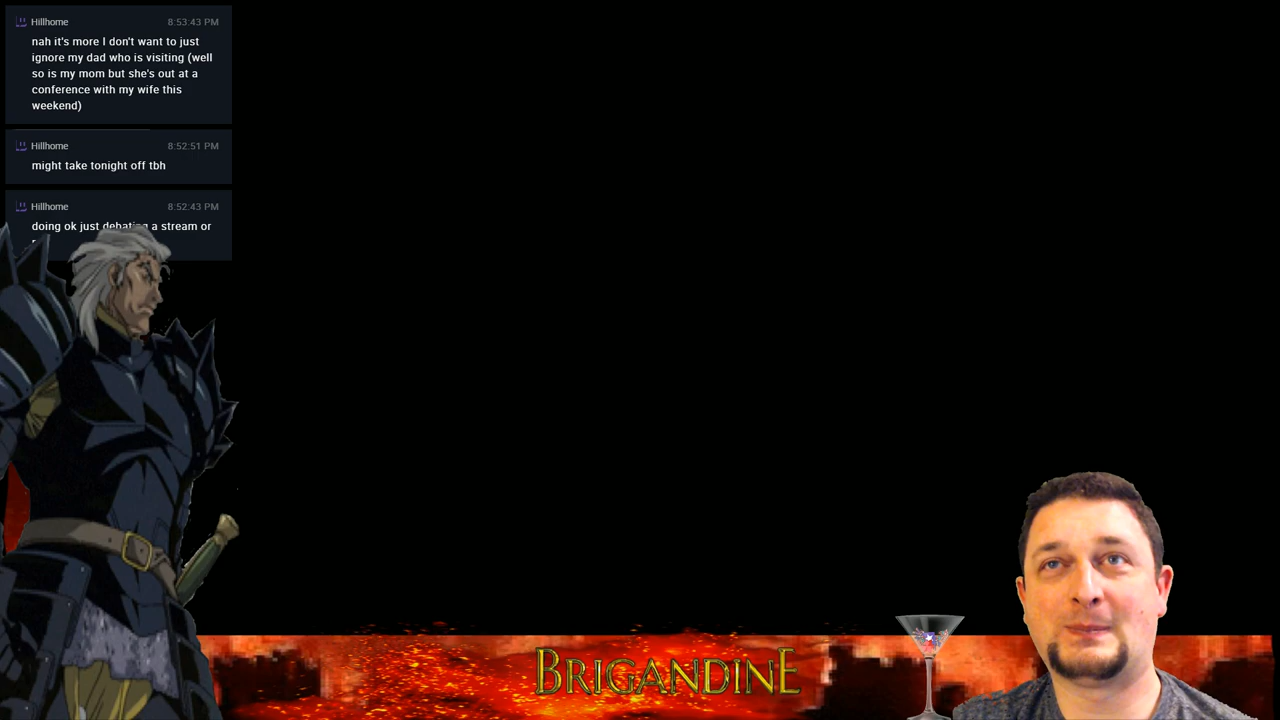 Hillhome 8:53:43 PM
nah it's more I don't want to just
ignore my dad who is visiting (well
so is my mom but she's out at a
conference with my wife this
weekend)
Hillhome 8:52:51 PM
might take tonight off tbh
Hillhome 8:52:43 PM
doing ok just debating a stream or
BRIGANDINE